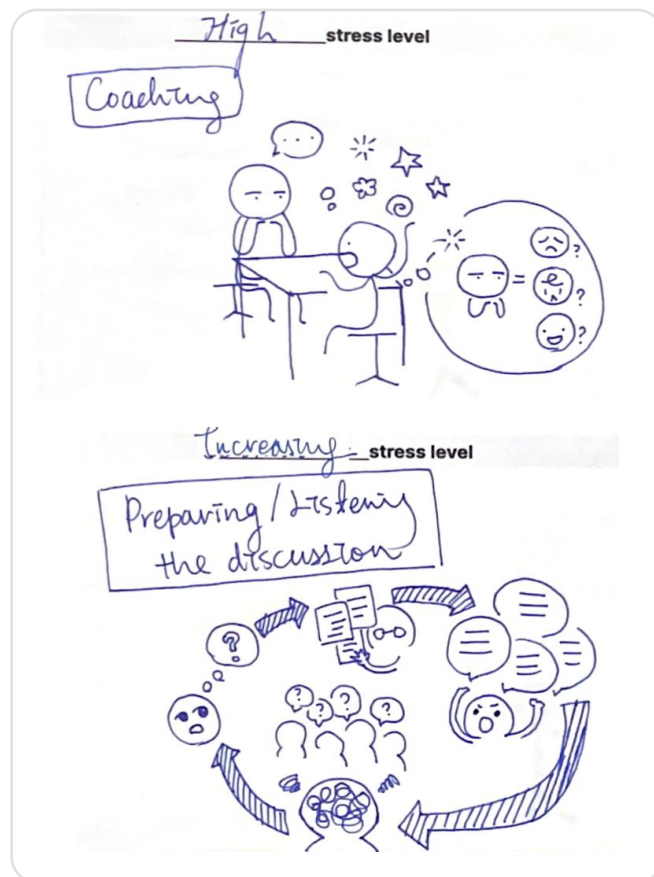 High stress level
Coaching
...
?
?
?
=
Increasing stress level
Preparing / Listening
the discussion
?
?
?
?
?